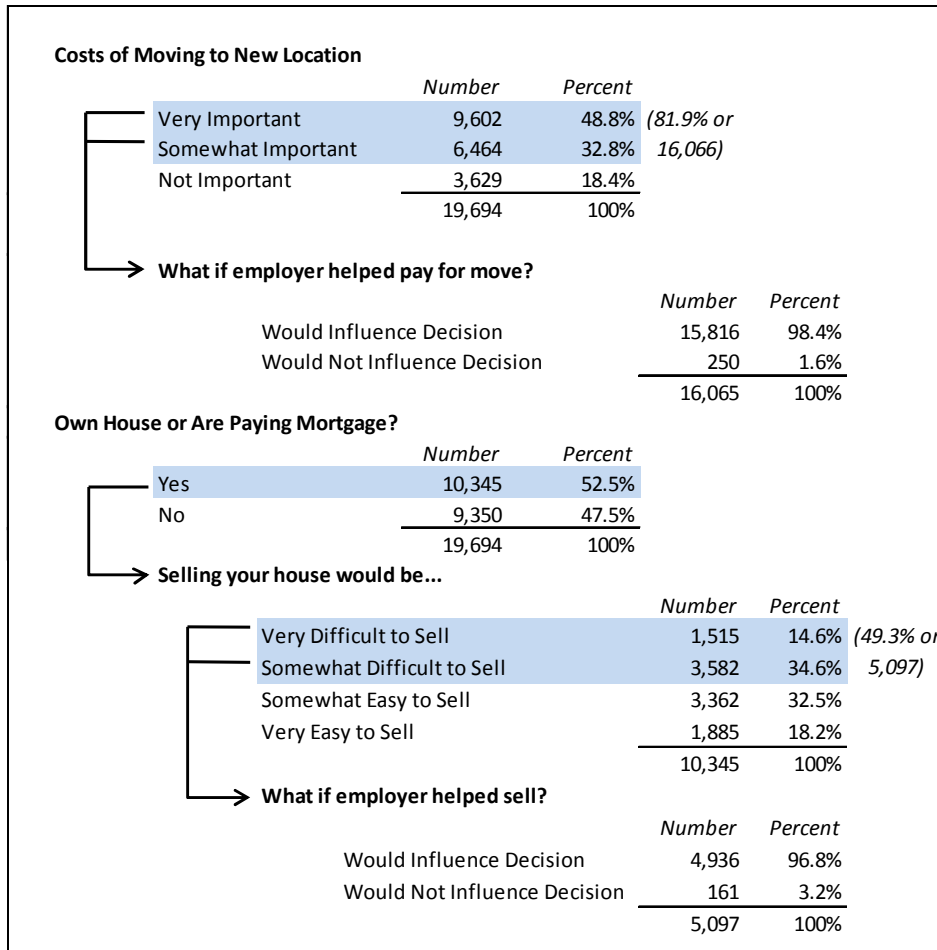 Costs of Moving to New Location
Number Percent
Very Important 9,602 48.8% (81.9% or
Somewhat Important 6,464 32.8% 16,066)
Not Important 3,629 18.4%
19,694 100%
What if employer helped pay for move?
Number Percent
Would Influence Decision 15,816 98.4%
Would Not Influence Decision 250 1.6%
16,065 100%
Own House or Are Paying Mortgage?
Number Percent
Yes 10,345 52.5%
No 9,350 47.5%
19,694 100%
Selling your house would be...
Number Percent
Very Difficult to Sell 1,515 14.6% (49.3% or
Somewhat Difficult to Sell 3,582 34.6% 5,097)
Somewhat Easy to Sell 3,362 32.5%
Very Easy to Sell 1,885 18.2%
10,345 100%
What if employer helped sell?
Number Percent
Would Influence Decision 4,936 96.8%
Would Not Influence Decision 161 3.2%
5,097 100%